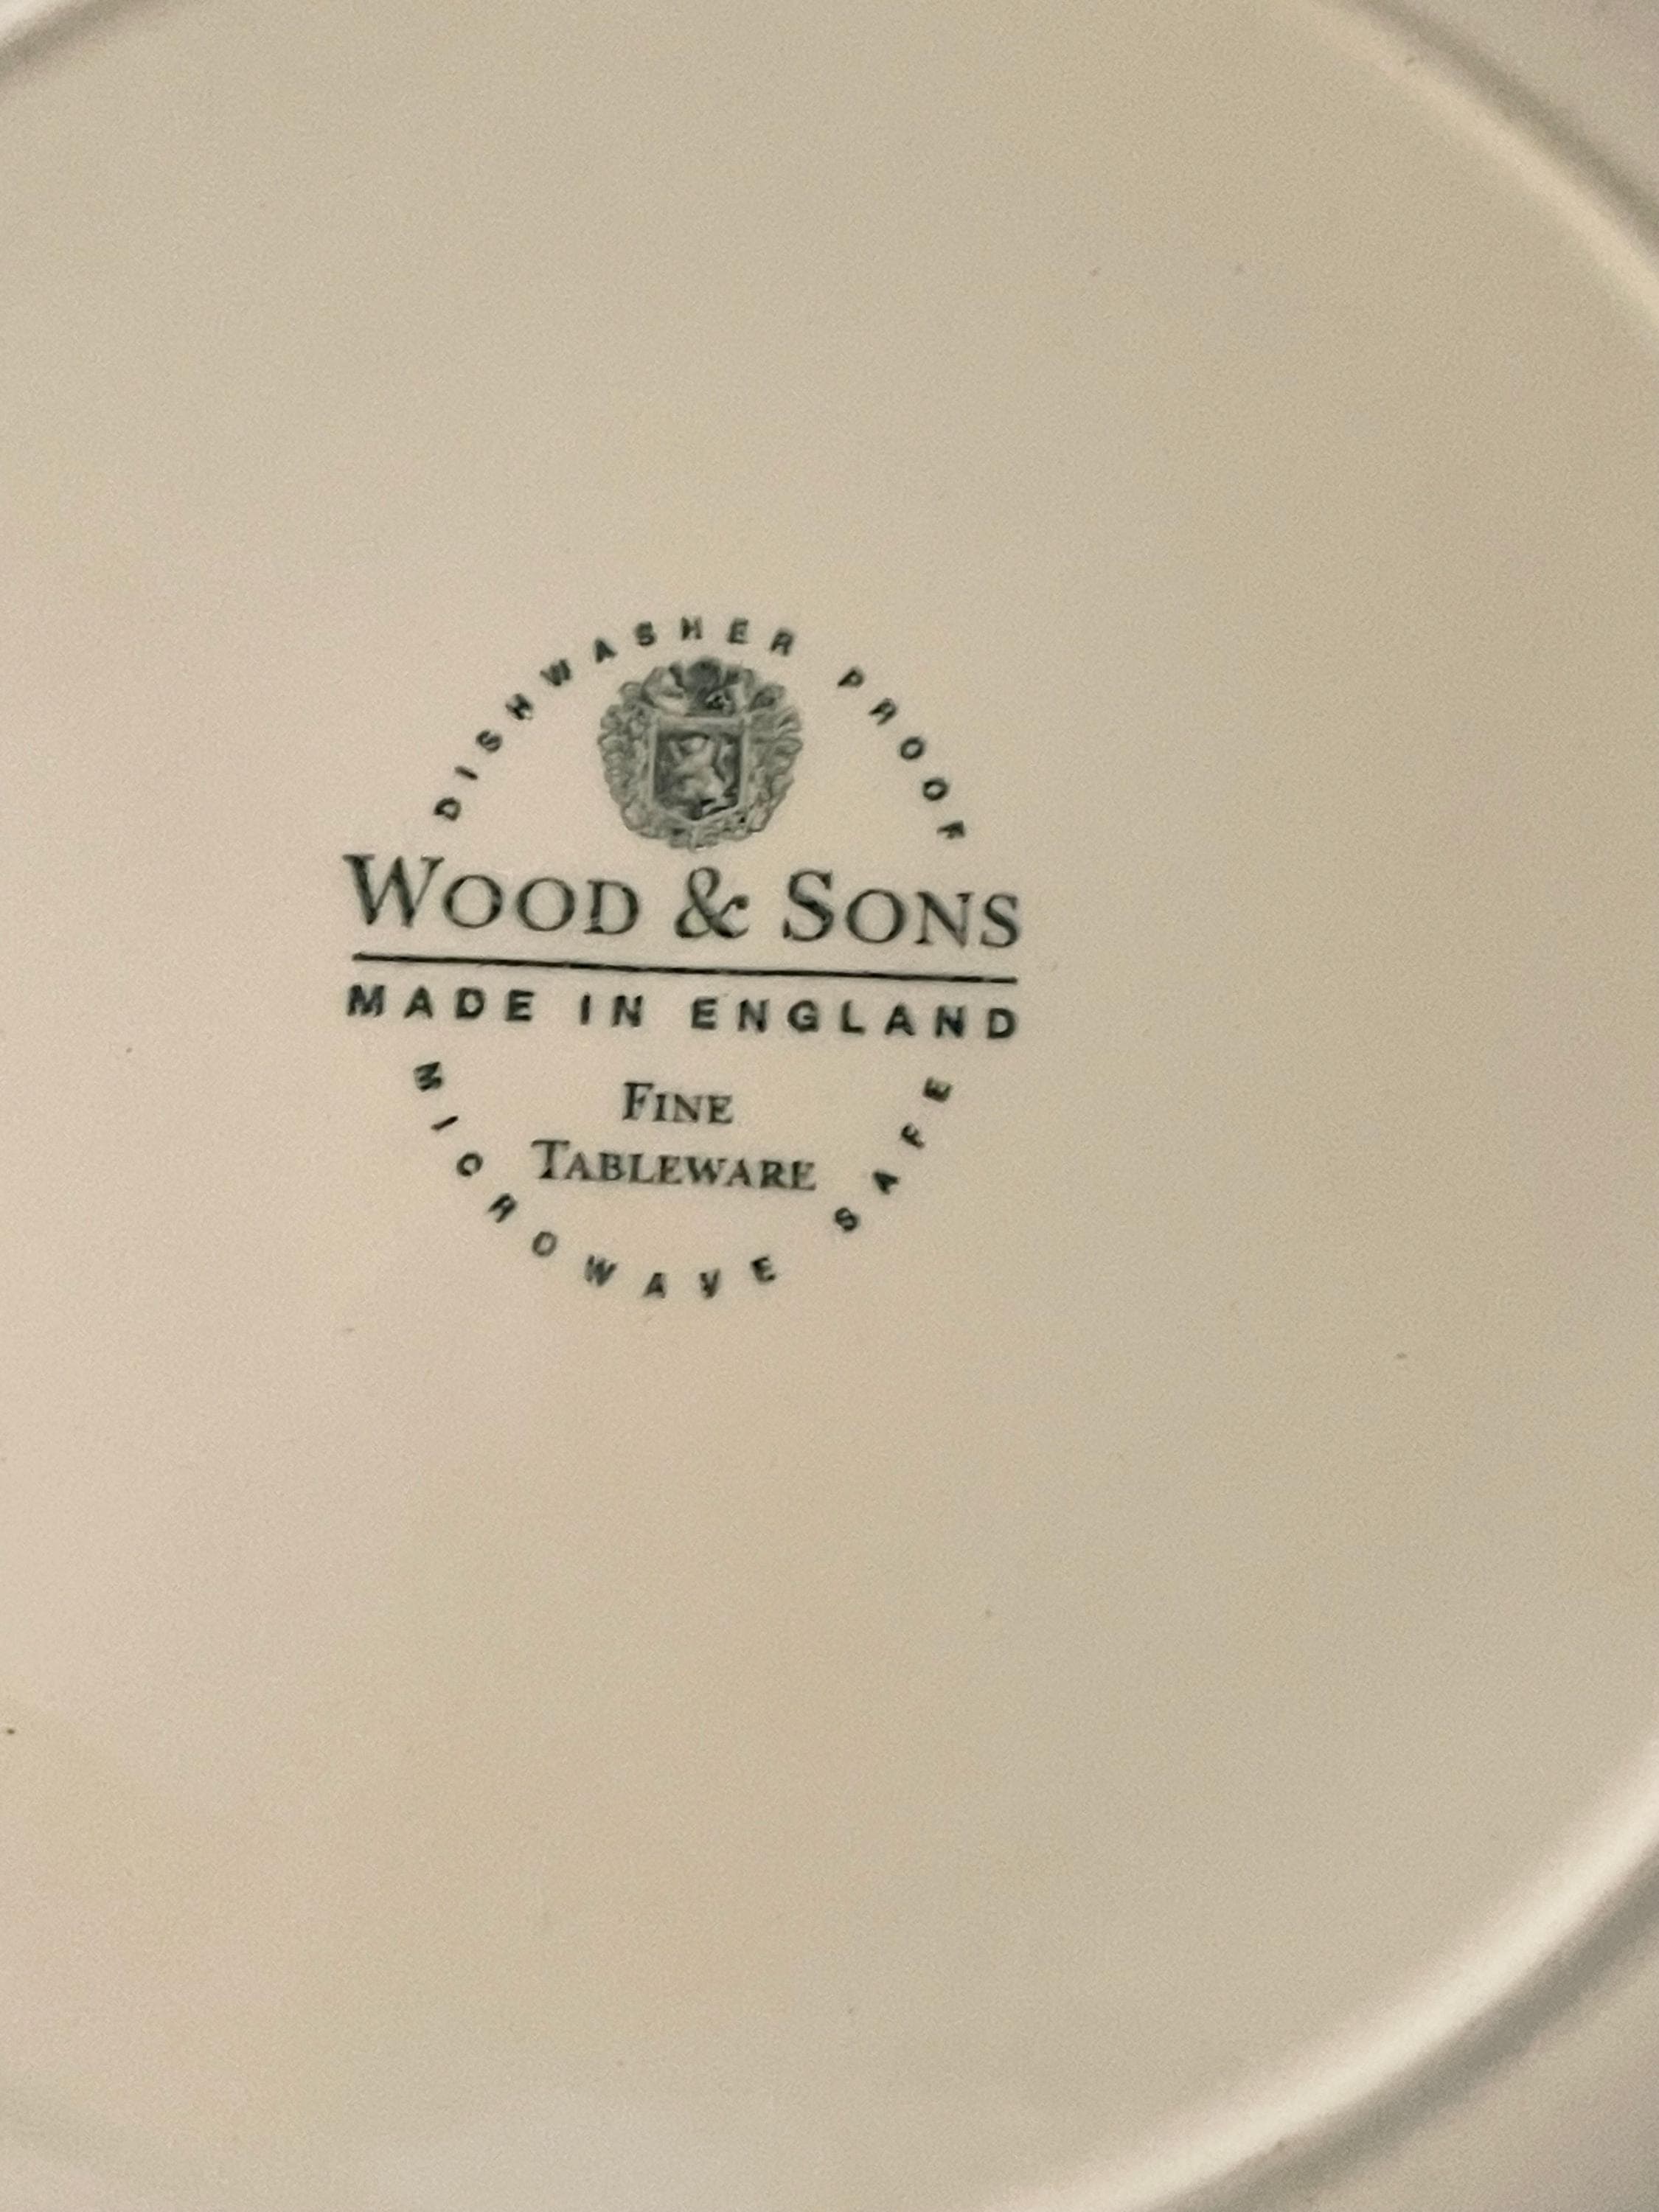 DISHWASHER PROOF
WOOD & SONS
MADE IN ENGLAND
FINE
TABLEWARE
MICROWAVE SAFE